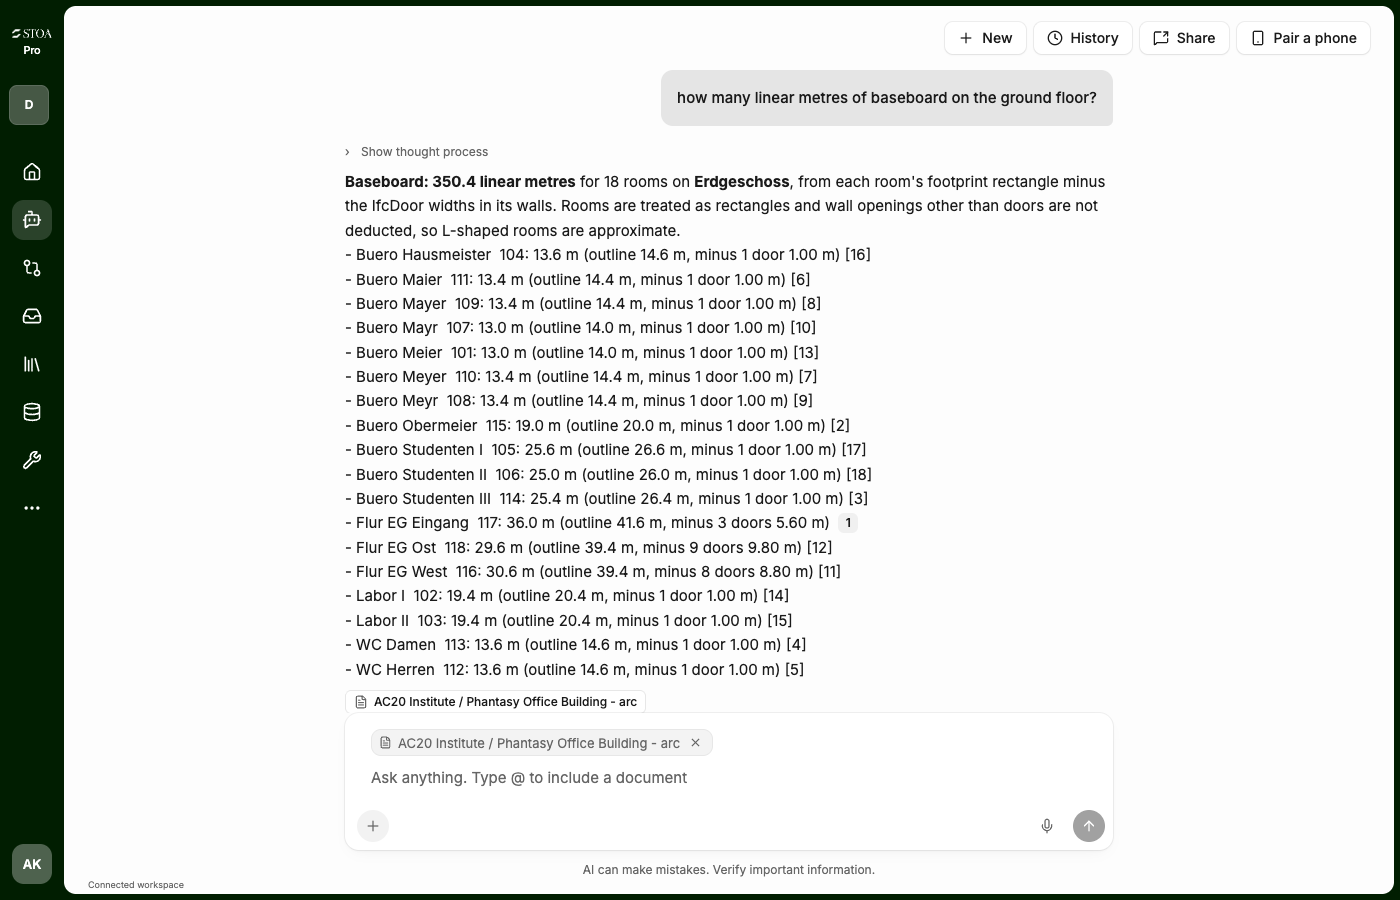 STOA
Pro
D
New
History
Share
Pair a phone
how many linear metres of baseboard on the ground floor?
Show thought process
Baseboard: 350.4 linear metres for 18 rooms on Erdgeschoss, from each room's footprint rectangle minus
the IfcDoor widths in its walls. Rooms are treated as rectangles and wall openings other than doors are not
deducted, so L-shaped rooms are approximate.
- Buero Hausmeister  104: 13.6 m (outline 14.6 m, minus 1 door 1.00 m) [16]
- Buero Maier  111: 13.4 m (outline 14.4 m, minus 1 door 1.00 m) [6]
- Buero Mayer  109: 13.4 m (outline 14.4 m, minus 1 door 1.00 m) [8]
- Buero Mayr  107: 13.0 m (outline 14.0 m, minus 1 door 1.00 m) [10]
- Buero Meier  101: 13.0 m (outline 14.0 m, minus 1 door 1.00 m) [13]
- Buero Meyer  110: 13.4 m (outline 14.4 m, minus 1 door 1.00 m) [7]
- Buero Meyr  108: 13.4 m (outline 14.4 m, minus 1 door 1.00 m) [9]
- Buero Obermeier  115: 19.0 m (outline 20.0 m, minus 1 door 1.00 m) [2]
- Buero Studenten I  105: 25.6 m (outline 26.6 m, minus 1 door 1.00 m) [17]
- Buero Studenten II  106: 25.0 m (outline 26.0 m, minus 1 door 1.00 m) [18]
- Buero Studenten III  114: 25.4 m (outline 26.4 m, minus 1 door 1.00 m) [3]
- Flur EG Eingang  117: 36.0 m (outline 41.6 m, minus 3 doors 5.60 m) 1
- Flur EG Ost  118: 29.6 m (outline 39.4 m, minus 9 doors 9.80 m) [12]
- Flur EG West  116: 30.6 m (outline 39.4 m, minus 8 doors 8.80 m) [11]
- Labor I  102: 19.4 m (outline 20.4 m, minus 1 door 1.00 m) [14]
- Labor II  103: 19.4 m (outline 20.4 m, minus 1 door 1.00 m) [15]
- WC Damen  113: 13.6 m (outline 14.6 m, minus 1 door 1.00 m) [4]
- WC Herren  112: 13.6 m (outline 14.6 m, minus 1 door 1.00 m) [5]
AC20 Institute / Phantasy Office Building - arc
AC20 Institute / Phantasy Office Building - arc
Ask anything. Type @ to include a document
AI can make mistakes. Verify important information.
AK
Connected workspace